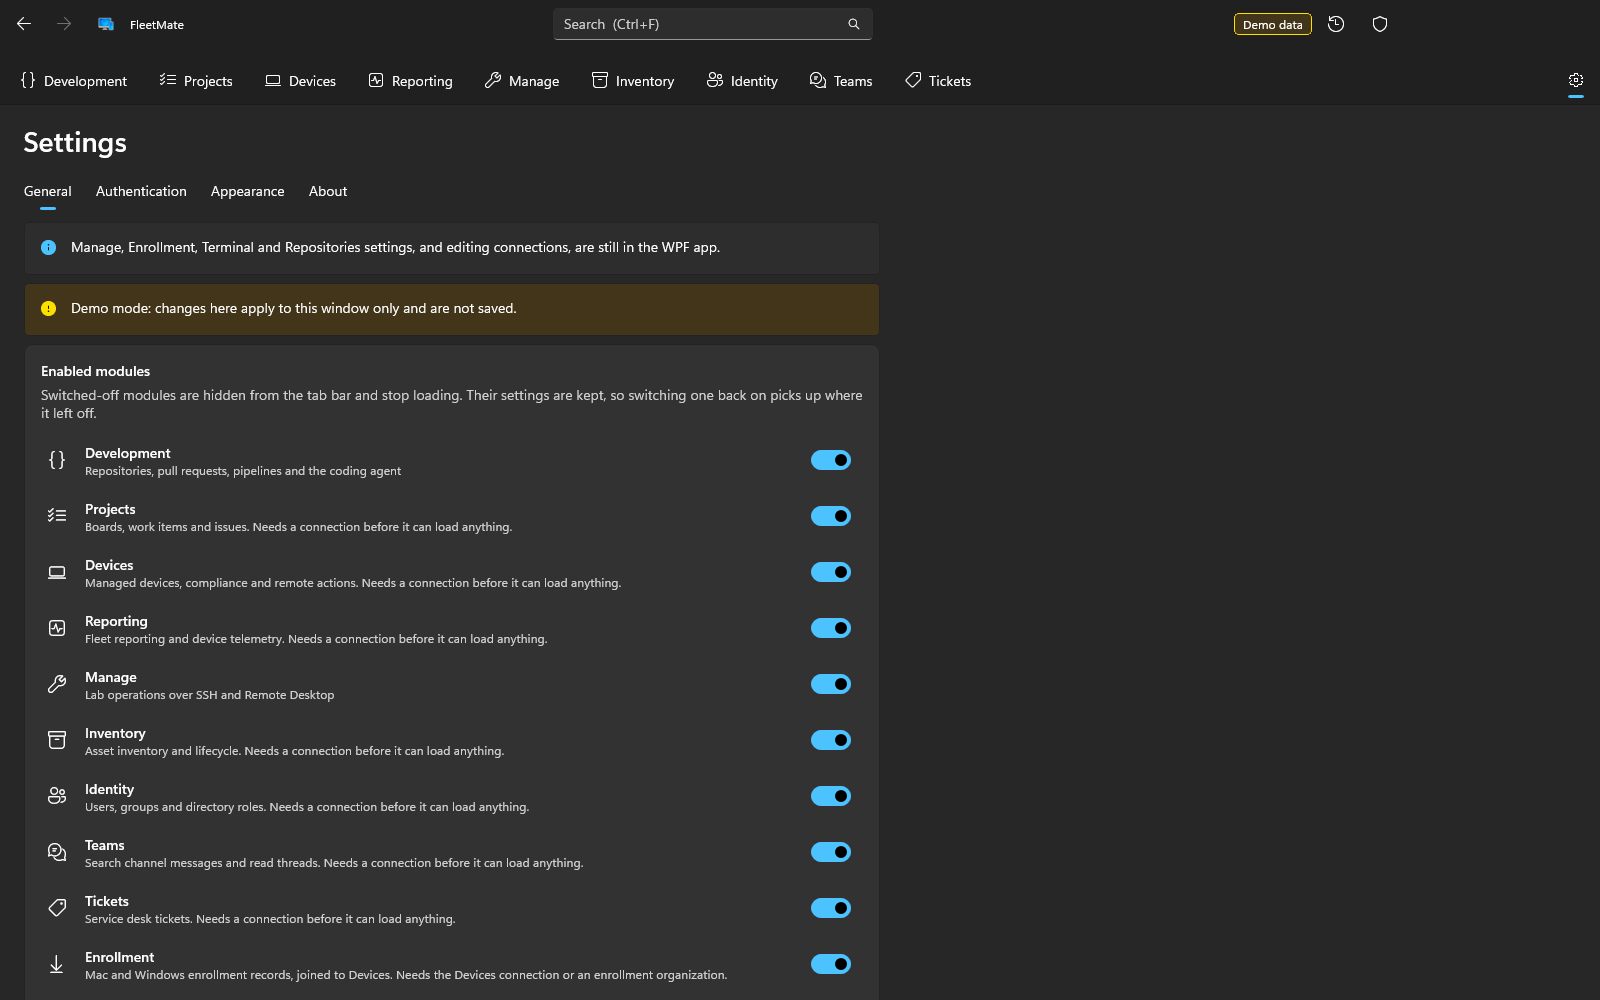 FleetMate
Search (Ctrl+F)
Demo data
Development
Projects
Devices
Reporting
Manage
Inventory
Identity
Teams
Tickets
Settings
General
Authentication
Appearance
About
Manage, Enrollment, Terminal and Repositories settings, and editing connections, are still in the WPF app.
Demo mode: changes here apply to this window only and are not saved.
Enabled modules
Switched-off modules are hidden from the tab bar and stop loading. Their settings are kept, so switching one back on picks up where
it left off.
Development
Repositories, pull requests, pipelines and the coding agent
Projects
Boards, work items and issues. Needs a connection before it can load anything.
Devices
Managed devices, compliance and remote actions. Needs a connection before it can load anything.
Reporting
Fleet reporting and device telemetry. Needs a connection before it can load anything.
Manage
Lab operations over SSH and Remote Desktop
Inventory
Asset inventory and lifecycle. Needs a connection before it can load anything.
Identity
Users, groups and directory roles. Needs a connection before it can load anything.
Teams
Search channel messages and read threads. Needs a connection before it can load anything.
Tickets
Service desk tickets. Needs a connection before it can load anything.
Enrollment
Mac and Windows enrollment records, joined to Devices. Needs the Devices connection or an enrollment organization.